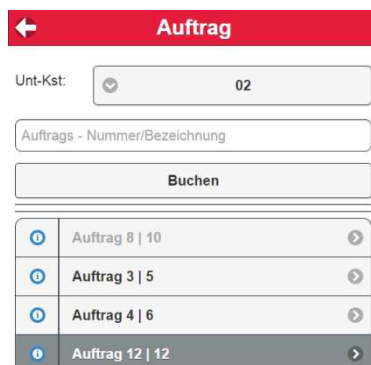 Auftrag
Unt-Kst: 02
Auftrags - Nummer/Bezeichnung
Buchen
Auftrag 8 | 10
Auftrag 3 | 5
Auftrag 4 | 6
Auftrag 12 | 12